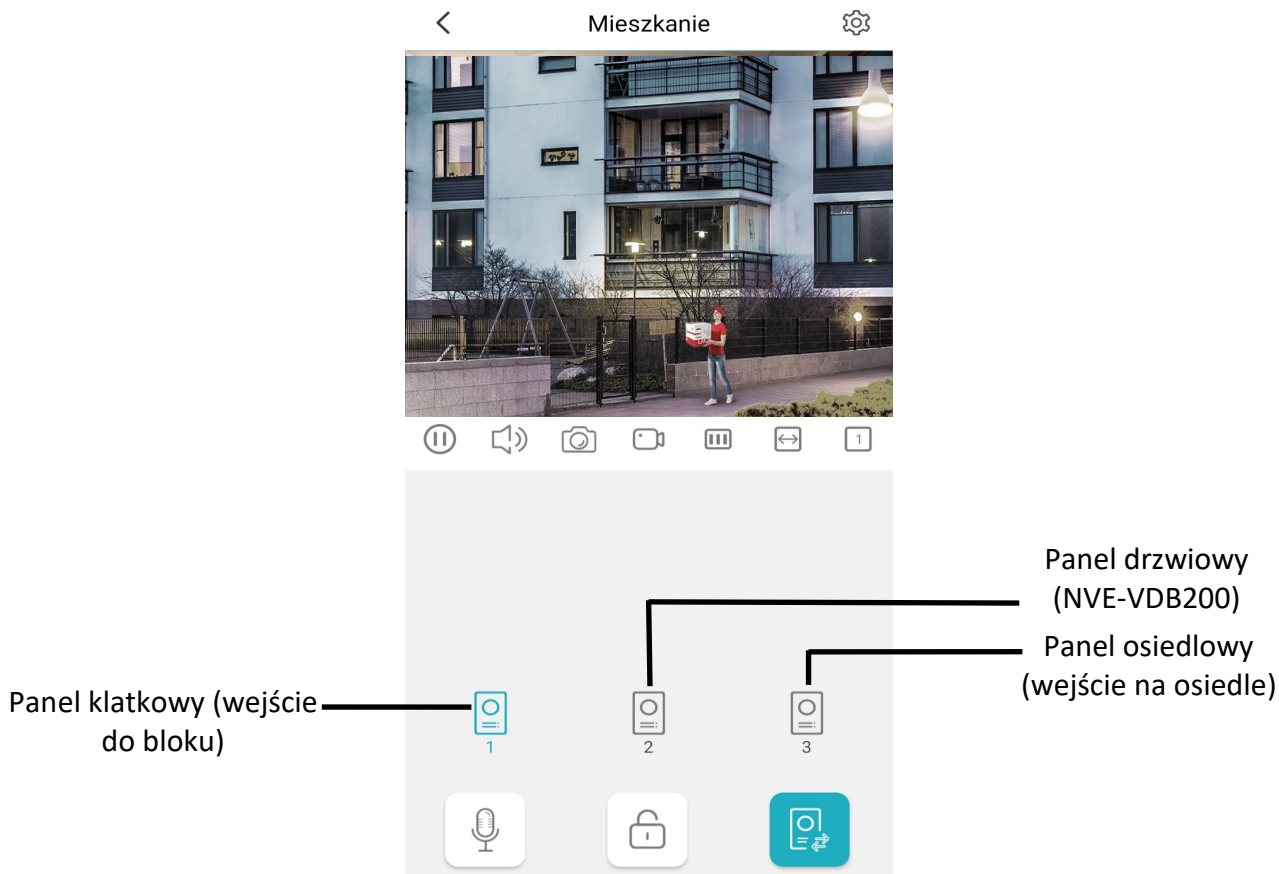 Mieszkanie
1
Panel drzwiowy
(NVE-VDB200)
Panel osiedlowy
(wejście na osiedle)
Panel klatkowy (wejście
do bloku)
1
2
3